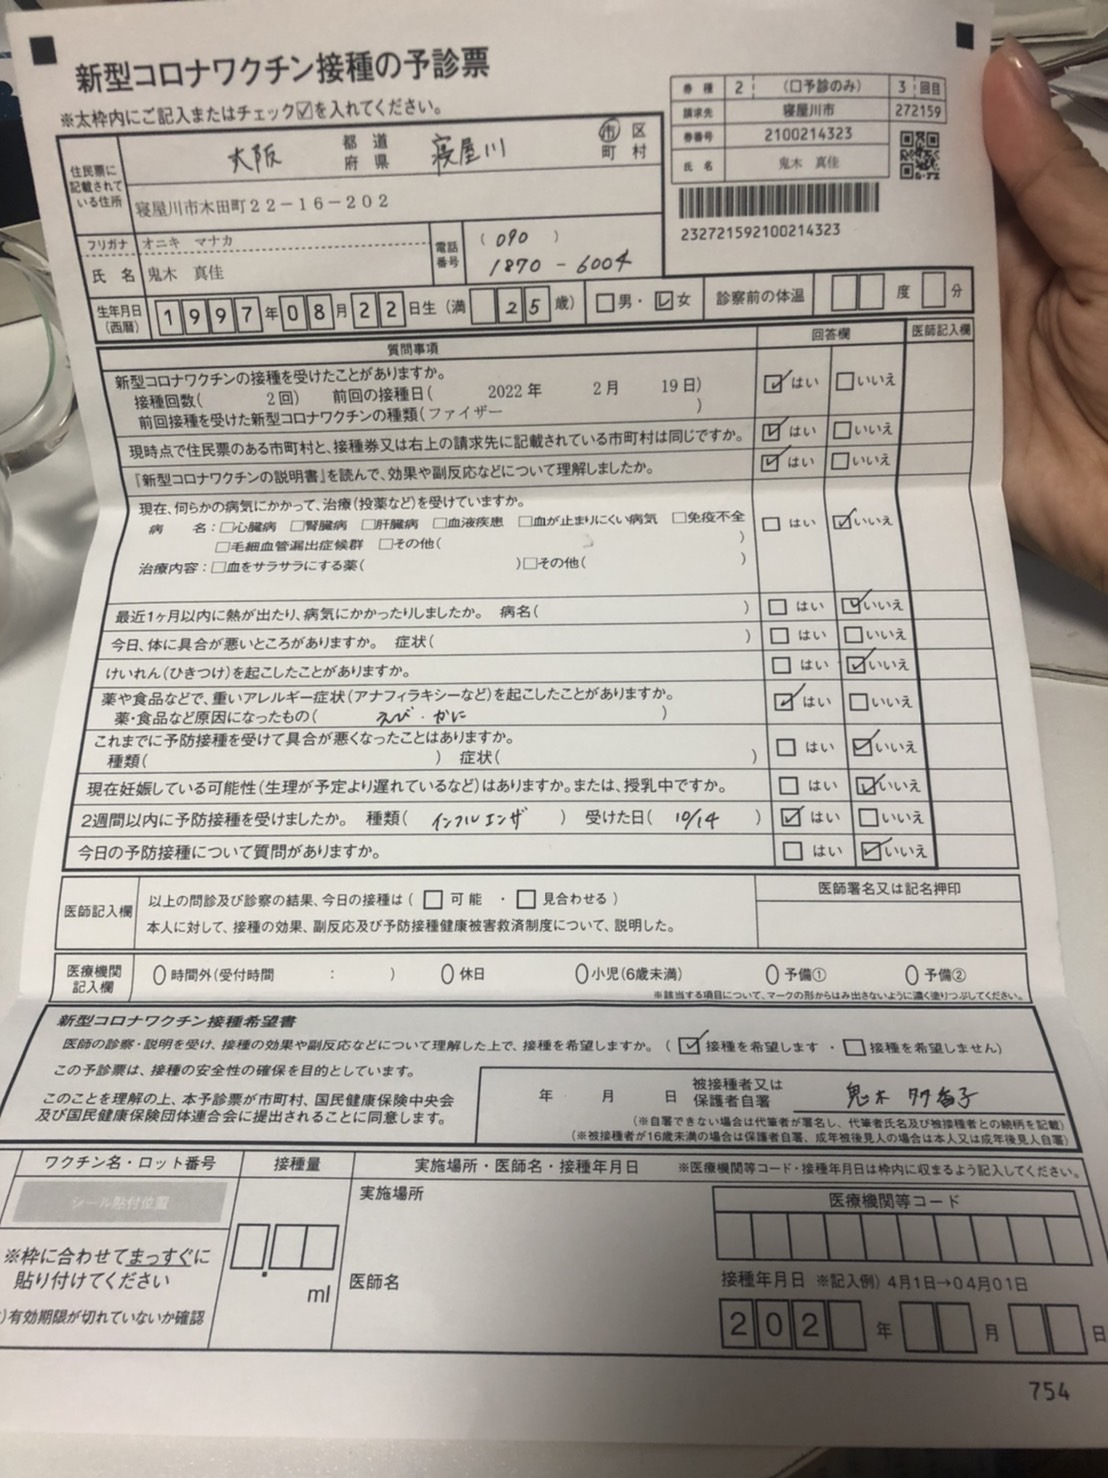 新型コロナワクチン接種の予診票
※太枠内にご記入またはチェック☑を入れてください。
券種 2 (口予診のみ) 3 回目
請求先 寝屋川市 272159
券番号 2100214323
氏名 鬼木 真佳
232721592100214323
住民票に記載されている住所
大阪 都道府県 寝屋川 市区町村
寝屋川市木田町22-16-202
フリガナ オニキ マナカ
氏名 鬼木 真佳
電話番号 (090) 1870-6004
生年月日(西暦) 1997年08月22日生(満 25歳) □男・☑女 診察前の体温 度 分
質問事項 回答欄 医師記入欄
新型コロナワクチンの接種を受けたことがありますか。 ☑はい □いいえ
接種回数( 2回) 前回の接種日( 2022年 2月 19日)
前回接種を受けた新型コロナワクチンの種類(ファイザー )
現時点で住民票のある市町村と、接種券又は右上の請求先に記載されている市町村は同じですか。 ☑はい □いいえ
『新型コロナワクチンの説明書』を読んで、効果や副反応などについて理解しましたか。 ☑はい □いいえ
現在、何らかの病気にかかって、治療(投薬など)を受けていますか。 □はい ☑いいえ
病名:□心臓病 □腎臓病 □肝臓病 □血液疾患 □血が止まりにくい病気 □免疫不全
□毛細血管漏出症候群 □その他( )
治療内容:□血をサラサラにする薬( )□その他( )
最近1ヶ月以内に熱が出たり、病気にかかったりしましたか。 病名( ) □はい ☑いいえ
今日、体に具合が悪いところがありますか。 症状( ) □はい □いいえ
けいれん(ひきつけ)を起こしたことがありますか。 □はい ☑いいえ
薬や食品などで、重いアレルギー症状(アナフィラキシーなど)を起こしたことがありますか。 ☑はい □いいえ
薬・食品など原因になったもの( えび・かに )
これまでに予防接種を受けて具合が悪くなったことはありますか。 □はい ☑いいえ
種類( ) 症状( )
現在妊娠している可能性(生理が予定より遅れているなど)はありますか。または、授乳中ですか。 □はい ☑いいえ
2週間以内に予防接種を受けましたか。 種類( インフルエンザ ) 受けた日( 10/14 ) ☑はい □いいえ
今日の予防接種について質問がありますか。 □はい ☑いいえ
医師記入欄
以上の問診及び診察の結果、今日の接種は( □可能 ・ □見合わせる )
本人に対して、接種の効果、副反応及び予防接種健康被害救済制度について、説明した。
医師署名又は記名押印
医療機関記入欄 0時間外(受付時間 : ) 0休日 0小児(6歳未満) 0予備① 0予備②
※該当する項目について、マークの形からはみ出さないように濃く塗りつぶしてください。
新型コロナワクチン接種希望書
医師の診察・説明を受け、接種の効果や副反応などについて理解した上で、接種を希望しますか。( ☑接種を希望します ・ □接種を希望しません)
この予診票は、接種の安全性の確保を目的としています。
このことを理解の上、本予診票が市町村、国民健康保険中央会
及び国民健康保険団体連合会に提出されることに同意します。
年 月 日 被接種者又は保護者自署 鬼木
(※自署できない場合は代筆者が署名し、代筆者氏名及び被接種者との続柄を記載)
(※被接種者が16歳未満の場合は保護者自署、成年被後見人の場合は本人又は成年後見人自署)
ワクチン名・ロット番号 接種量 実施場所・医師名・接種年月日 ※医療機関等コード・接種年月日は枠内に収まるよう記入してください。
シール貼付位置
※枠に合わせてまっすぐに
貼り付けてください
)有効期限が切れていないか確認
ml
実施場所
医師名
医療機関等コード
接種年月日 ※記入例) 4月1日→04月01日
202 年 月 日
754